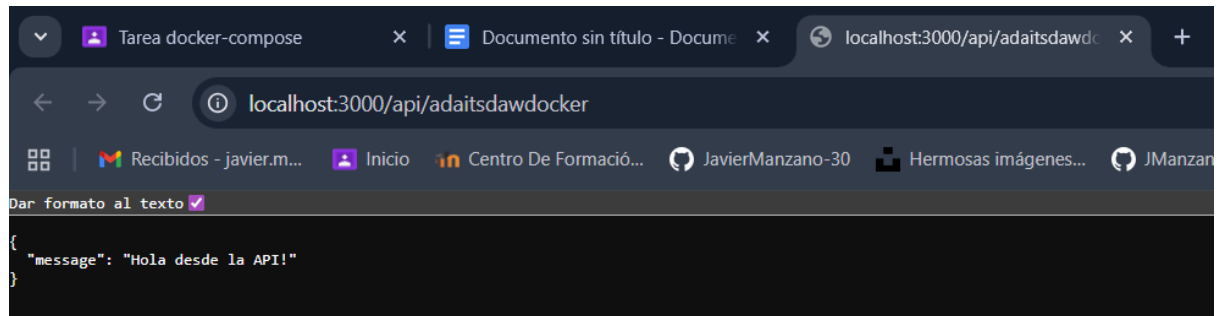 Tarea docker-compose Documento sin título - Docume localhost:3000/api/adaitsdawdo
localhost:3000/api/adaitsdawdocker
Recibidos - javier.m... Inicio Centro De Formació... JavierManzano-30 Hermosas imágenes... JManzan
Dar formato al texto
{
"message": "Hola desde la API!"
}